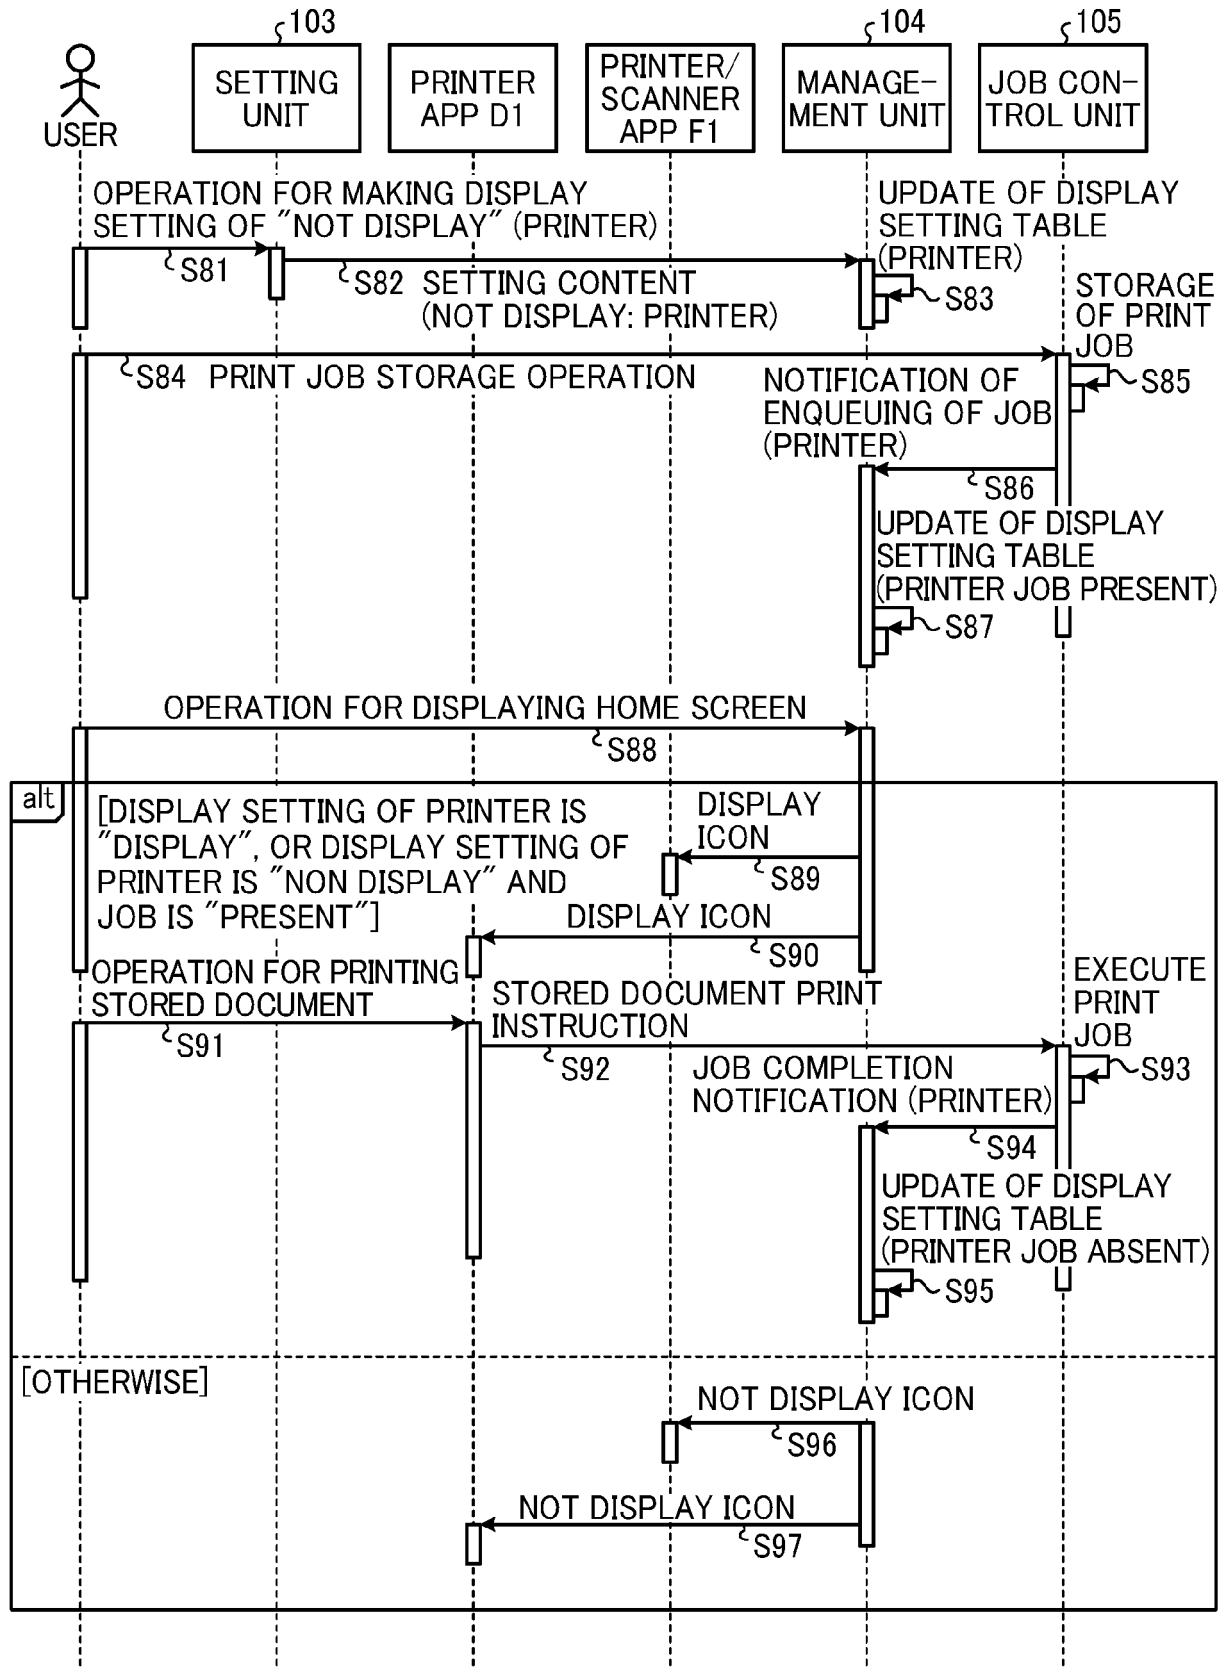 103
104
105
USER
SETTING
UNIT
PRINTER
APP D1
PRINTER/
SCANNER
APP F1
MANAGE-
MENT UNIT
JOB CON-
TROL UNIT
OPERATION FOR MAKING DISPLAY
SETTING OF "NOT DISPLAY" (PRINTER)
S81
S82 SETTING CONTENT
(NOT DISPLAY: PRINTER)
UPDATE OF DISPLAY
SETTING TABLE
(PRINTER)
S83
STORAGE
OF PRINT
JOB
S84 PRINT JOB STORAGE OPERATION
S85
NOTIFICATION OF
ENQUEUING OF JOB
(PRINTER)
S86
UPDATE OF DISPLAY
SETTING TABLE
(PRINTER JOB PRESENT)
S87
OPERATION FOR DISPLAYING HOME SCREEN
S88
alt
[DISPLAY SETTING OF PRINTER IS
"DISPLAY", OR DISPLAY SETTING OF
PRINTER IS "NON DISPLAY" AND
JOB IS "PRESENT"]
DISPLAY
ICON
S89
DISPLAY ICON
S90
OPERATION FOR PRINTING
STORED DOCUMENT
S91
STORED DOCUMENT PRINT
INSTRUCTION
S92
EXECUTE
PRINT
JOB
S93
JOB COMPLETION
NOTIFICATION (PRINTER)
S94
UPDATE OF DISPLAY
SETTING TABLE
(PRINTER JOB ABSENT)
S95
[OTHERWISE]
NOT DISPLAY ICON
S96
NOT DISPLAY ICON
S97